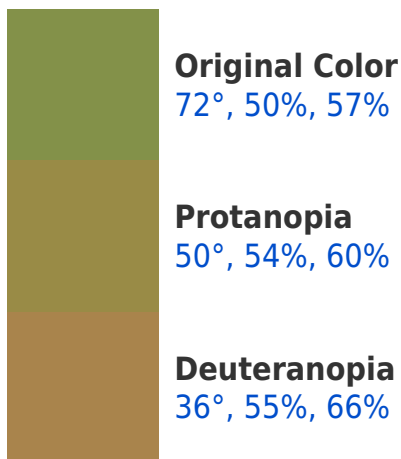 Original Color
72°, 50%, 57%
Protanopia
50°, 54%, 60%
Deuteranopia
36°, 55%, 66%